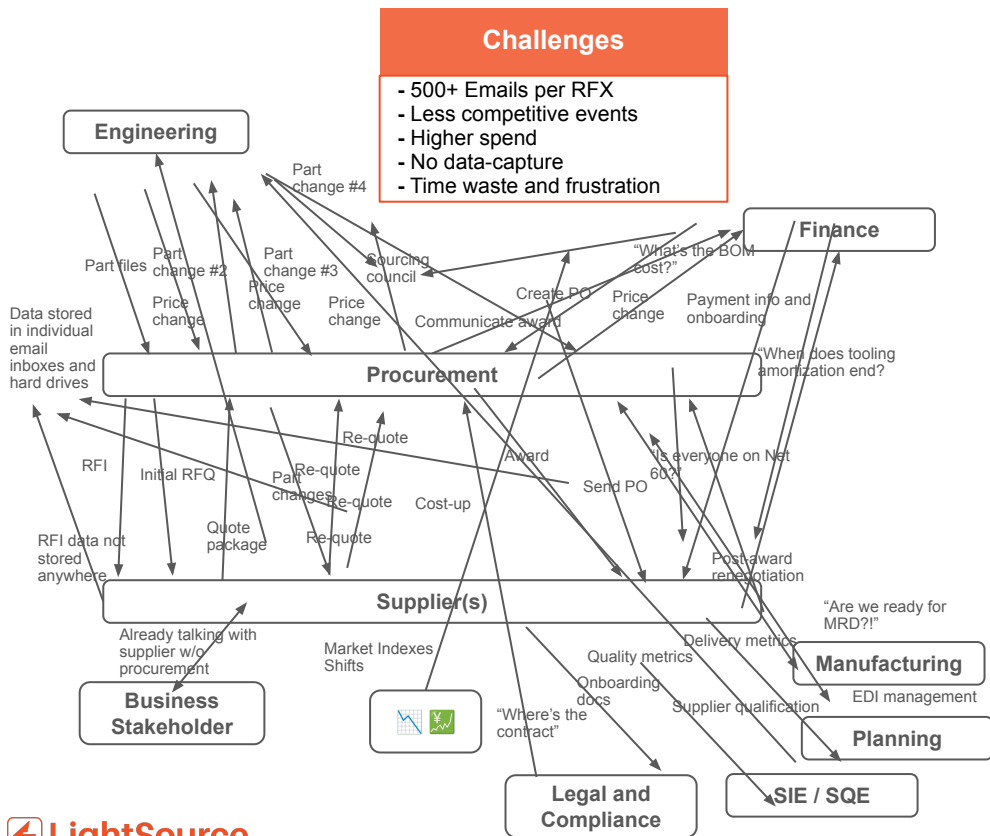 Challenges
- 500+ Emails per RFX
- Less competitive events
- Higher spend
- No data-capture
- Time waste and frustration
Engineering
Part
change #4
Finance
Part files
Part
change #2
Part
change #3
Sourcing
council
"What's the BOM
cost?"
Price
change
Price
change
Price
change
Create PO
Price
change
Payment info and
onboarding
Communicate award
Data stored
in individual
email
inboxes and
hard drives
"When does tooling
amortization end?
Procurement
RFI
Initial RFQ
Part
changes
Re-quote
Re-quote
Re-quote
Re-quote
Cost-up
Award
Send PO
"Is everyone on Net
60?"
Quote
package
RFI data not
stored
anywhere
Post-award
renegotiation
Supplier(s)
"Are we ready for
MRD?!"
Already talking with
supplier w/o
procurement
Market Indexes
Shifts
Quality metrics
Delivery metrics
Manufacturing
Onboarding
docs
Supplier qualification
EDI management
Business
Stakeholder
"Where's the
contract"
Planning
Legal and
Compliance
SIE / SQE
LightSource